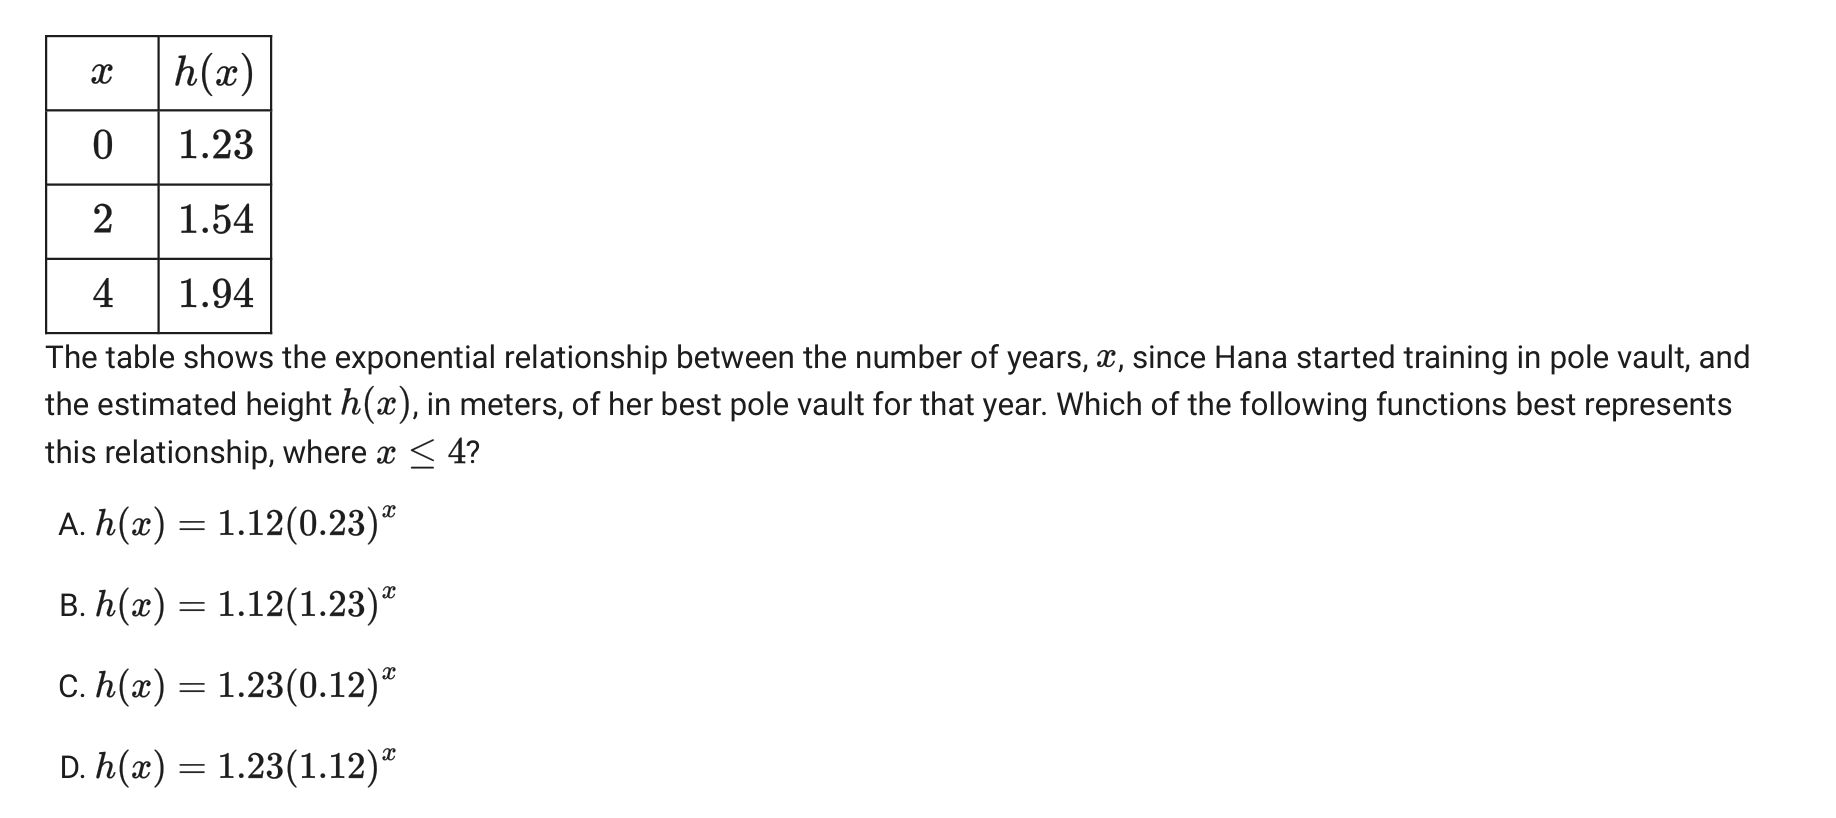 x h(x)
0 1.23
2 1.54
4 1.94
The table shows the exponential relationship between the number of years, x, since Hana started training in pole vault, and
the estimated height h(x), in meters, of her best pole vault for that year. Which of the following functions best represents
this relationship, where x ≤ 4?
A. h(x) = 1.12(0.23)^x
B. h(x) = 1.12(1.23)^x
C. h(x) = 1.23(0.12)^x
D. h(x) = 1.23(1.12)^x